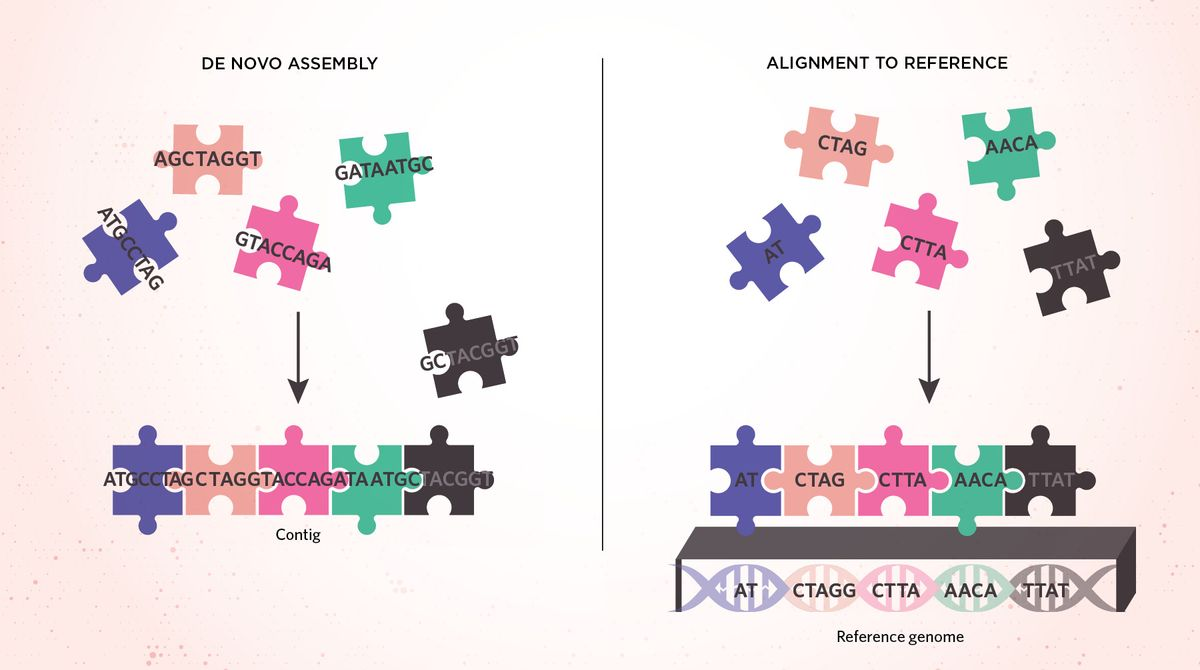 DE NOVO ASSEMBLY
AGCTAGGT
GATAATGC
ATGCCTAG
GTACCAGA
GCTACGGT
ATGCCTAGCTAGGTACCAGATAATGCTACGGT
Contig
ALIGNMENT TO REFERENCE
CTAG
AACA
AT
CTTA
TTAT
AT CTAG CTTA AACA TTAT
AT CTAGG CTTA AACA TTAT
Reference genome